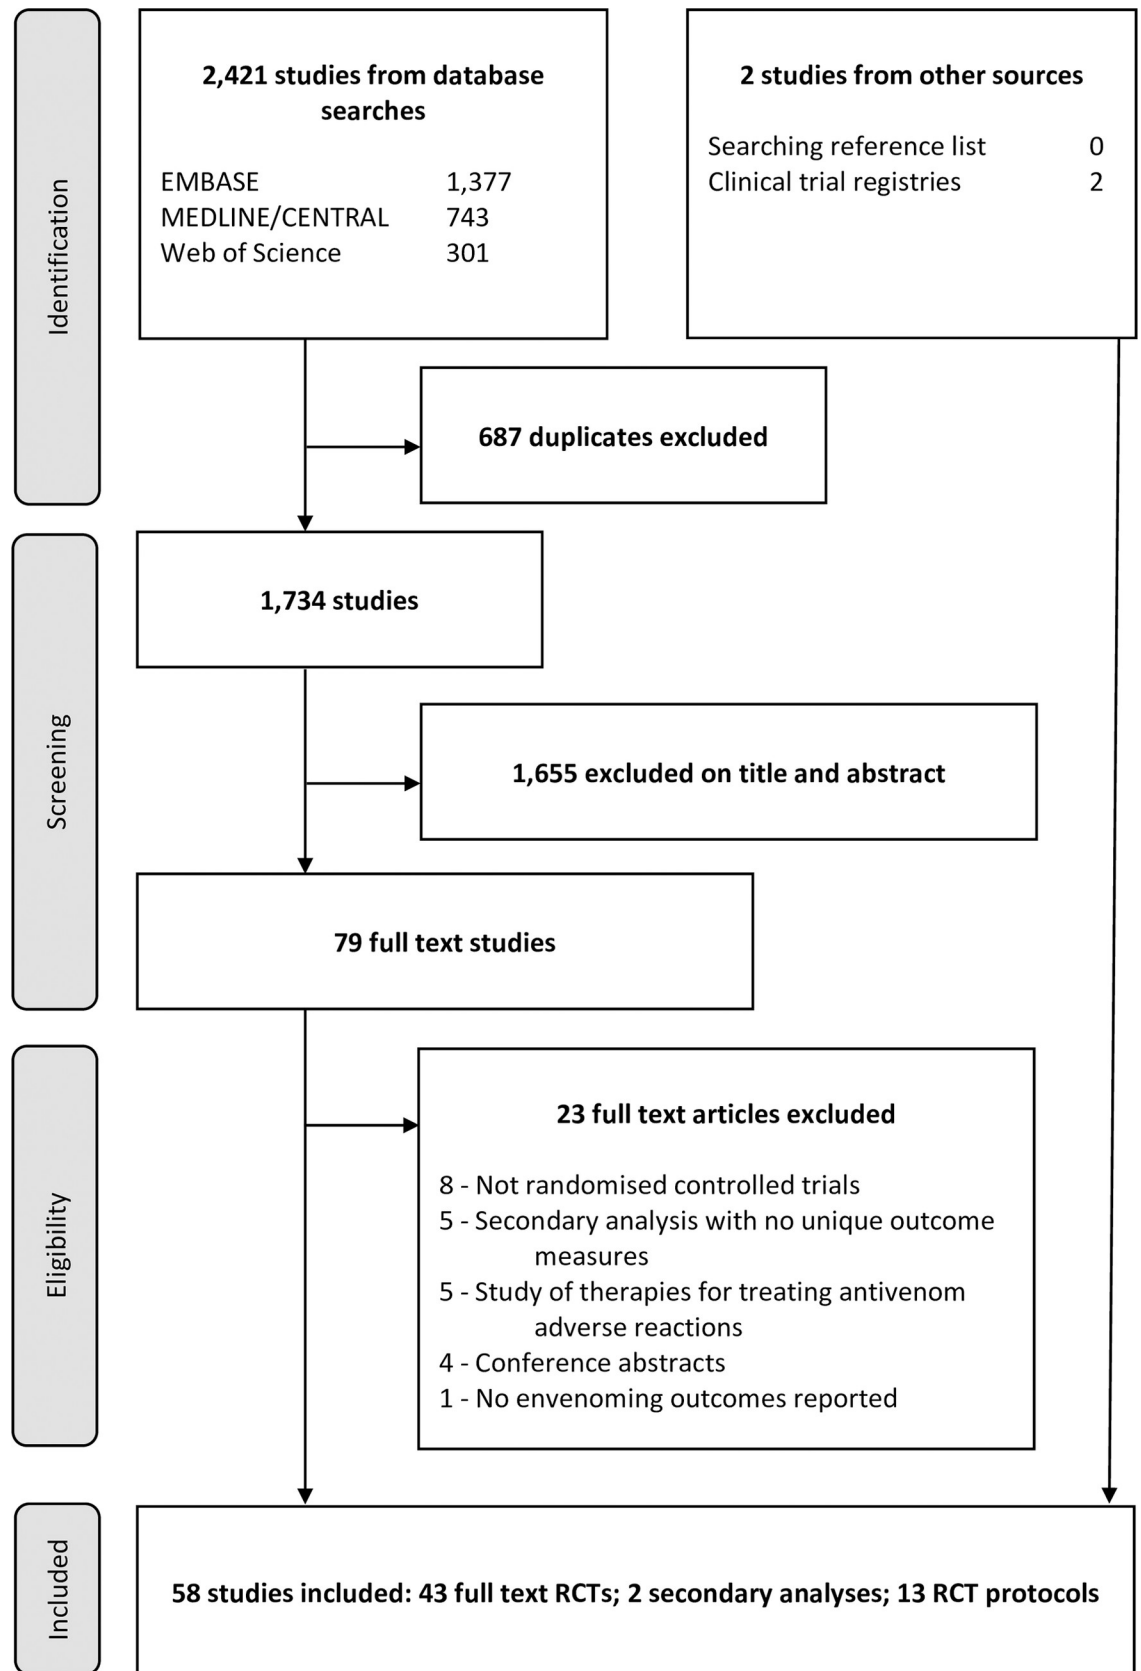 Identification
2,421 studies from database
searches
EMBASE 1,377
MEDLINE/CENTRAL 743
Web of Science 301
2 studies from other sources
Searching reference list 0
Clinical trial registries 2
687 duplicates excluded
Screening
1,734 studies
1,655 excluded on title and abstract
79 full text studies
Eligibility
23 full text articles excluded
8 - Not randomised controlled trials
5 - Secondary analysis with no unique outcome
measures
5 - Study of therapies for treating antivenom
adverse reactions
4 - Conference abstracts
1 - No envenoming outcomes reported
Included
58 studies included: 43 full text RCTs; 2 secondary analyses; 13 RCT protocols